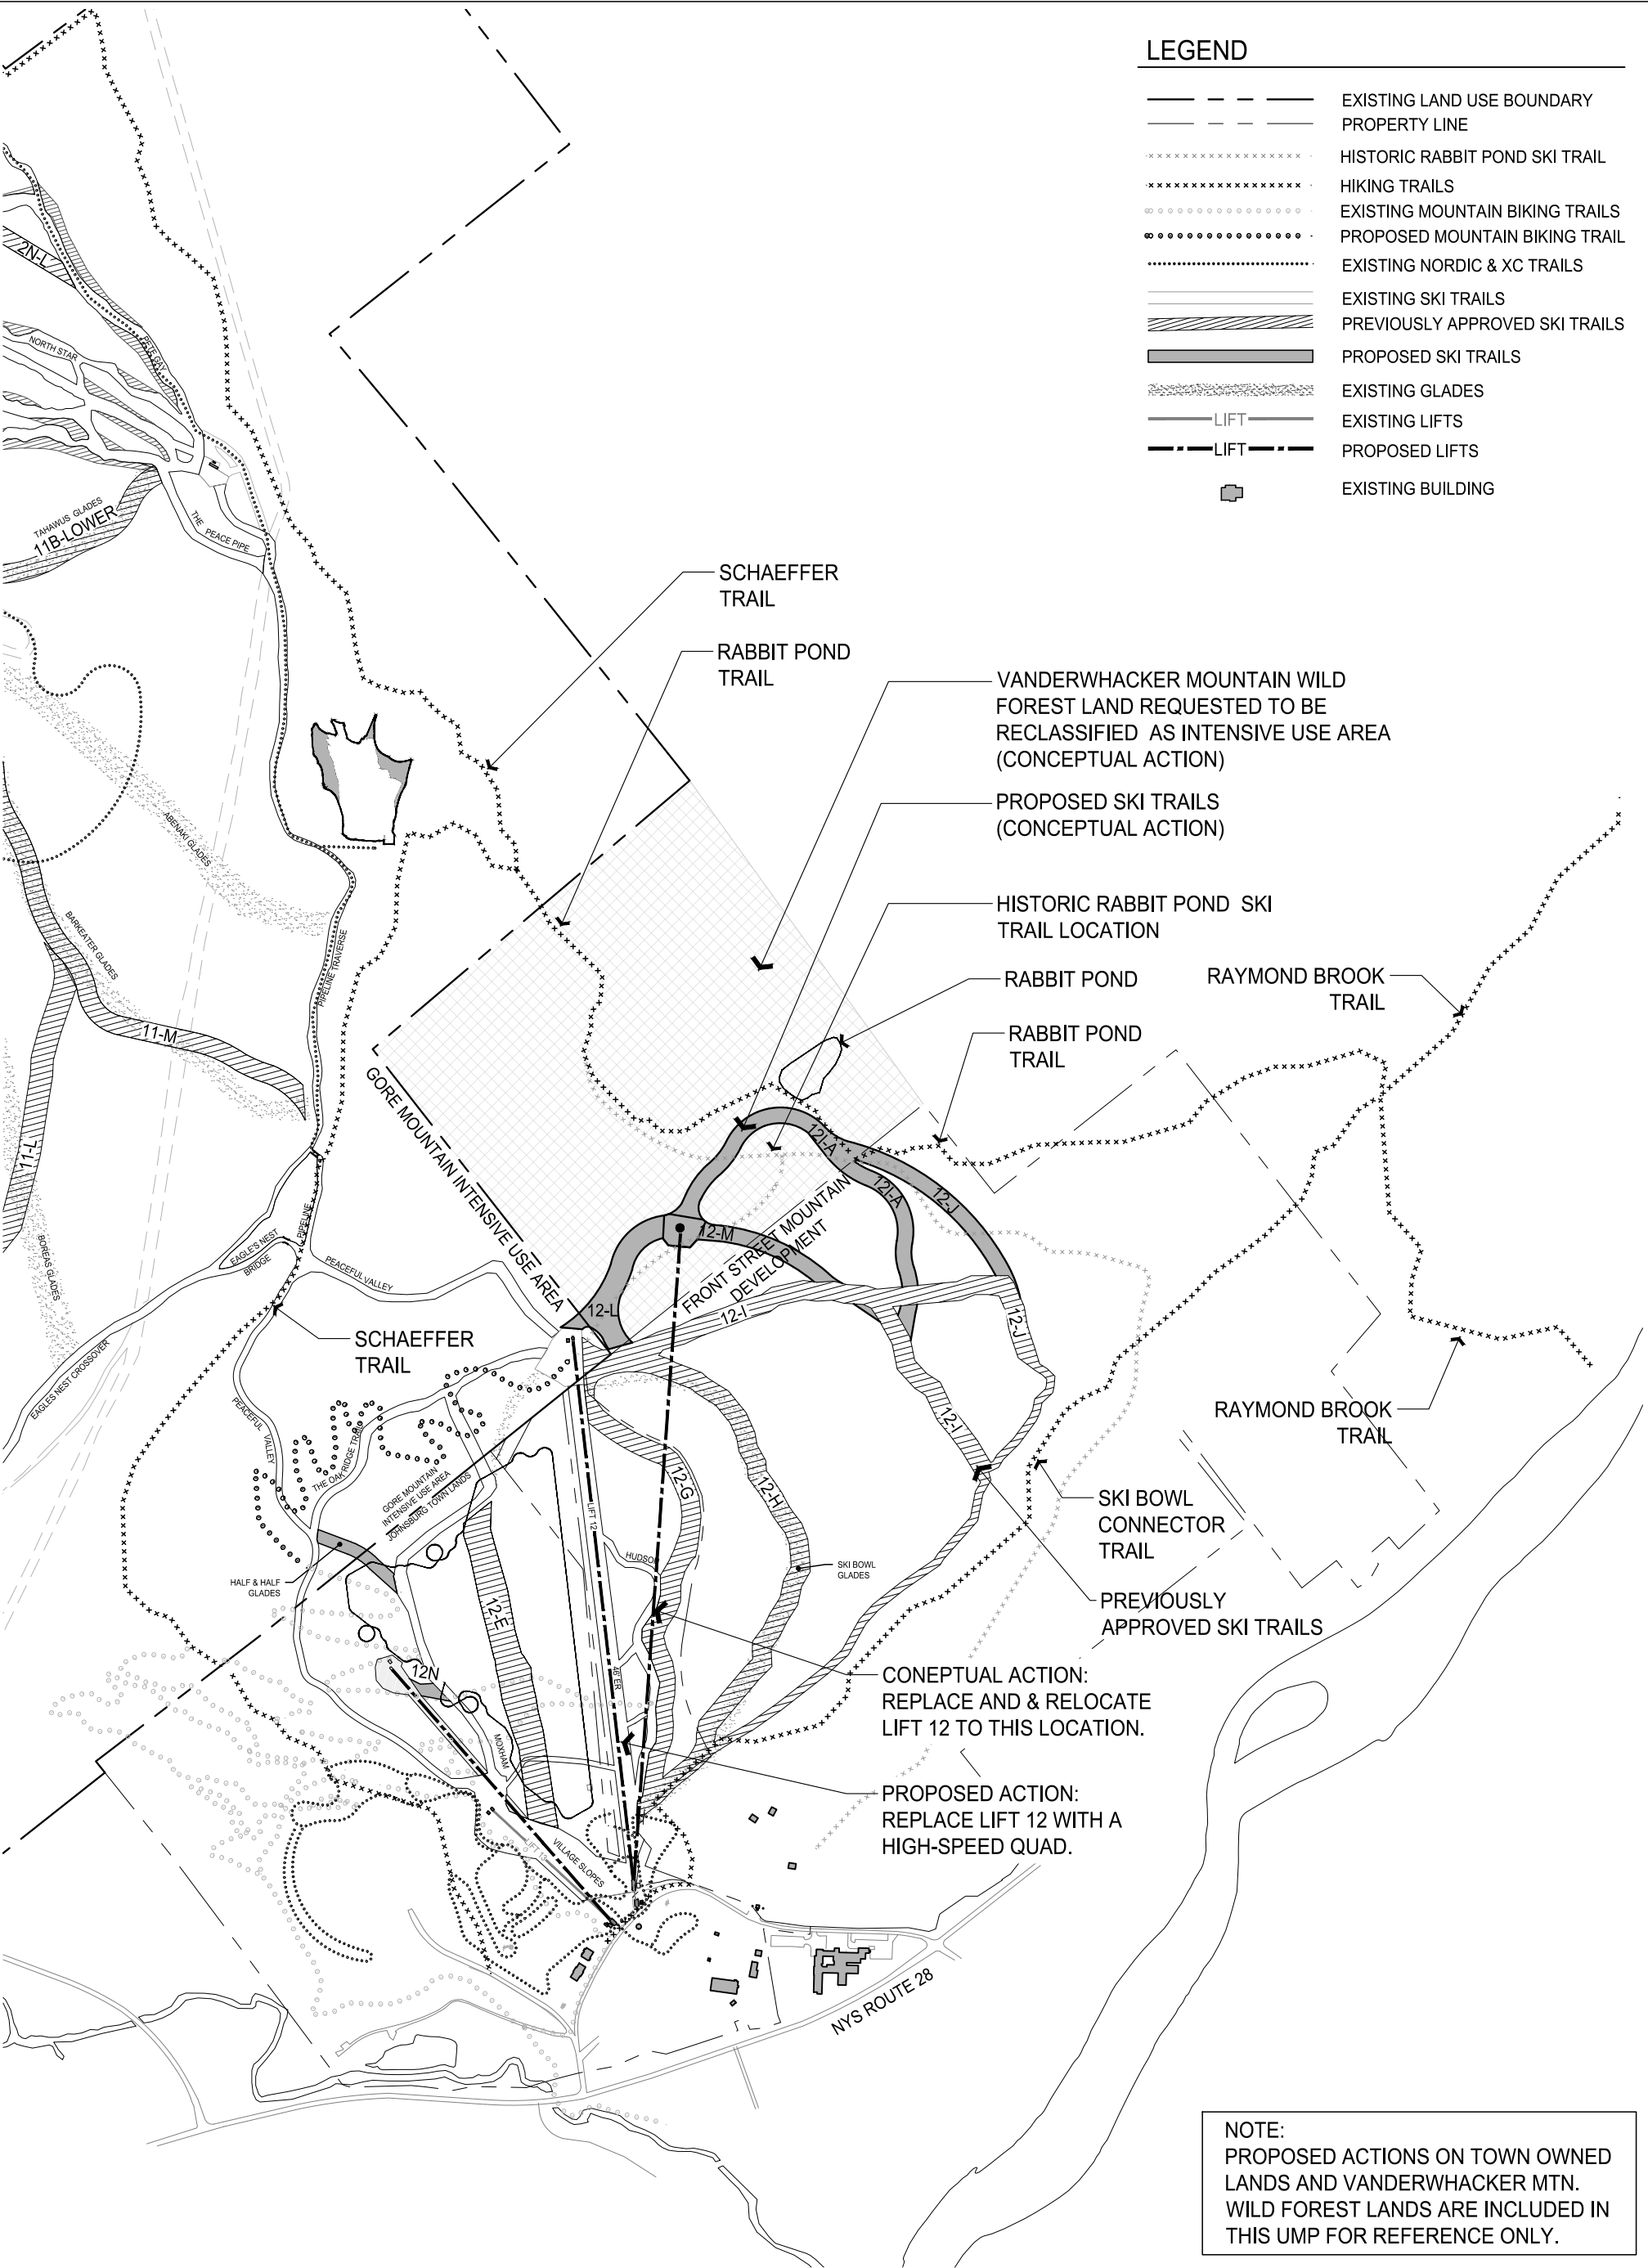 LEGEND
EXISTING LAND USE BOUNDARY
PROPERTY LINE
HISTORIC RABBIT POND SKI TRAIL
HIKING TRAILS
EXISTING MOUNTAIN BIKING TRAILS
PROPOSED MOUNTAIN BIKING TRAIL
EXISTING NORDIC & XC TRAILS
EXISTING SKI TRAILS
PREVIOUSLY APPROVED SKI TRAILS
PROPOSED SKI TRAILS
EXISTING GLADES
LIFT
EXISTING LIFTS
LIFT
PROPOSED LIFTS
EXISTING BUILDING
2N-L
NORTH STAR
PETE GAY
TAHAWUS GLADES
11B-LOWER
THE PEACE PIPE
SCHAEFFER
TRAIL
RABBIT POND
TRAIL
VANDERWHACKER MOUNTAIN WILD
FOREST LAND REQUESTED TO BE
RECLASSIFIED AS INTENSIVE USE AREA
(CONCEPTUAL ACTION)
PROPOSED SKI TRAILS
(CONCEPTUAL ACTION)
ABENAKI GLADES
HISTORIC RABBIT POND SKI
TRAIL LOCATION
BARKEATER GLADES
PIPELINE TRAVERSE
RABBIT POND
RAYMOND BROOK
TRAIL
RABBIT POND
TRAIL
11-M
GORE MOUNTAIN INTENSIVE USE AREA
12I-A
12I-A
12-J
11-L
12-M
FRONT STREET MOUNTAIN
DEVELOPMENT
PIPELINE
EAGLE'S NEST
BRIDGE
BOREAS GLADES
PEACEFUL VALLEY
12-L
12-I
12-J
SCHAEFFER
TRAIL
EAGLES NEST CROSSOVER
PEACEFUL VALLEY
THE OAK RIDGE TRAIL
RAYMOND BROOK
TRAIL
12-I
12-G
12-H
GORE MOUNTAIN
INTENSIVE USE AREA
JOHNSBURG TOWN LANDS
LIFT 12
SKI BOWL
CONNECTOR
TRAIL
HUDSON
SKI BOWL
GLADES
HALF & HALF
GLADES
12-E
PREVIOUSLY
APPROVED SKI TRAILS
12N
46'ER
CONEPTUAL ACTION:
REPLACE AND & RELOCATE
LIFT 12 TO THIS LOCATION.
MOXHAM
PROPOSED ACTION:
REPLACE LIFT 12 WITH A
HIGH-SPEED QUAD.
LIFT 13
VILLAGE SLOPES
NYS ROUTE 28
NOTE:
PROPOSED ACTIONS ON TOWN OWNED
LANDS AND VANDERWHACKER MTN.
WILD FOREST LANDS ARE INCLUDED IN
THIS UMP FOR REFERENCE ONLY.